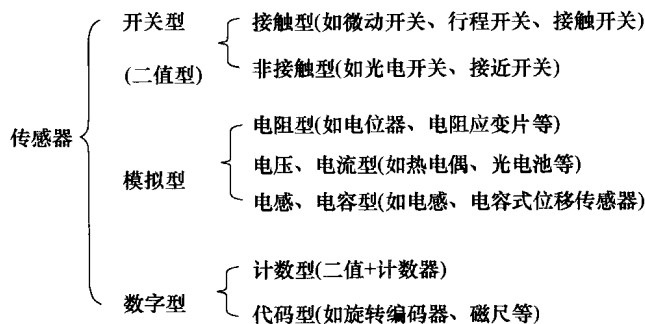 开关型
接触型(如微动开关、行程开关、接触开关)
(二值型)
非接触型(如光电开关、接近开关)
传感器
电阻型(如电位器、电阻应变片等)
模拟型
电压、电流型(如热电偶、光电池等)
电感、电容型(如电感、电容式位移传感器)
数字型
计数型(二值+计数器)
代码型(如旋转编码器、磁尺等)